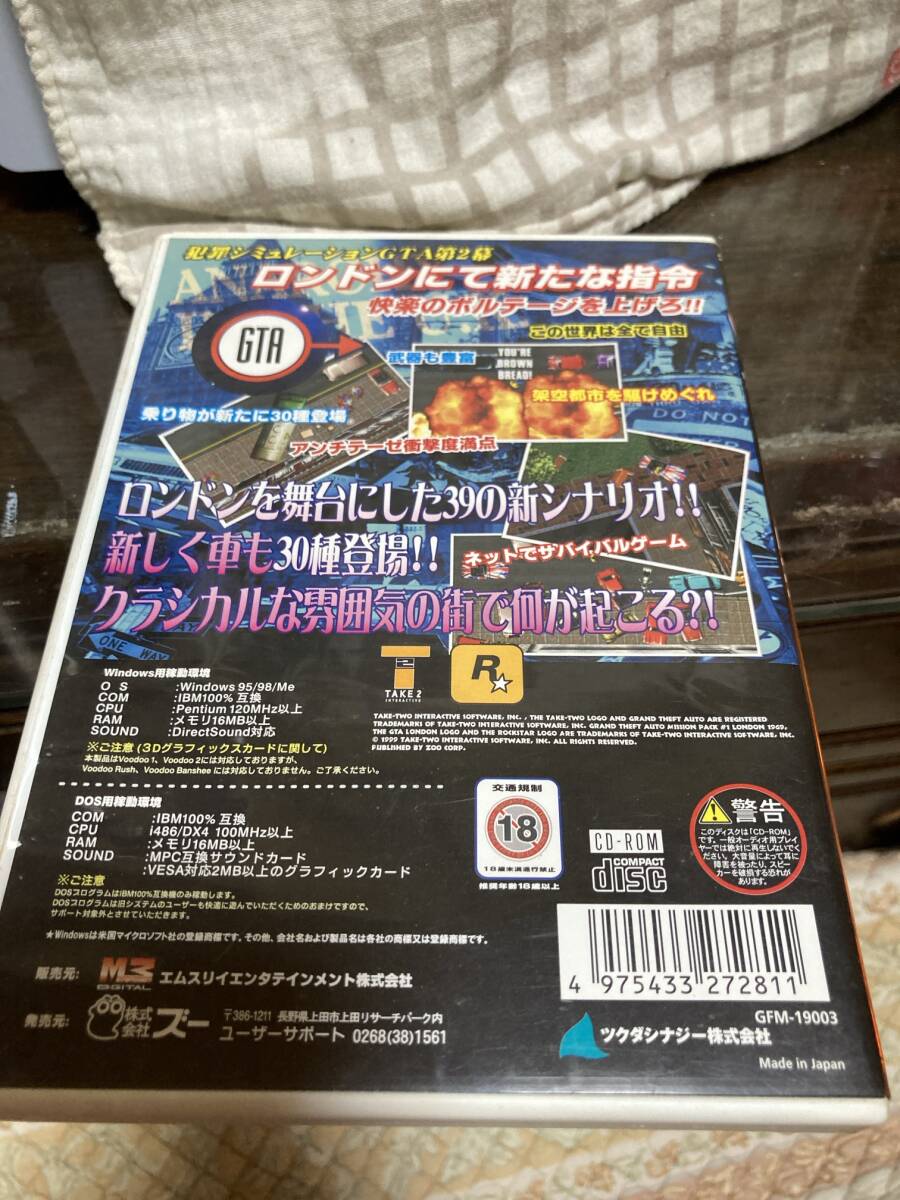 犯罪シミュレーションGTA第2幕
ロンドンにて新たな指令
快楽のボルテージを上げろ!!
この世界は全て自由
GTA
武器も豊富
YOU'RE
BROWN
BREAD!
架空都市を駆けめぐれ
乗り物が新たに30種登場
アンチテーゼ衝撃度満点
DO NOT
ロンドンを舞台にした39の新シナリオ!!
新しく車も30種登場!!
ネットでサバイバルゲーム
クラシカルな雰囲気の街で何が起こる?!
ONE WAY
TAKE 2
INTERACTIVE
R
Windows用稼動環境
O S :Windows 95/98/Me
COM :IBM100% 互換
CPU :Pentium 120MHz以上
RAM :メモリ16MB以上
SOUND :DirectSound対応
※ご注意 (3Dグラフィックスカードに関して)
本製品はVoodoo 1、Voodoo 2には対応しておりますが、
Voodoo Rush、Voodoo Banshee には対応しておりません。ご了承ください。
TAKE-TWO INTERACTIVE SOFTWARE, INC. , THE TAKE-TWO LOGO AND GRAND THEFT AUTO ARE REGISTERED
TRADEMARKS OF TAKE-TWO INTERACTIVE SOFTWARE, INC. GRAND THEFT AUTO MISSION PACK #1 LONDON 1969,
THE GTA LONDON LOGO AND THE ROCKSTAR LOGO ARE TRADEMARKS OF TAKE-TWO INTERACTIVE SOFTWARE, INC.
© 1999 TAKE-TWO INTERACTIVE SOFTWARE, INC. ALL RIGHTS RESERVED.
PUBLISHED BY ZOO CORP.
DOS用稼動環境
COM :IBM100% 互換
CPU i486/DX4 100MHz以上
RAM :メモリ16MB以上
SOUND :MPC互換サウンドカード
:VESA対応2MB以上のグラフィックカード
※ご注意
DOSプログラムはIBM100%互換機のみ稼動します。
DOSプログラムは旧システムのユーザーも快適に遊んでいただくためのおまけですので、
サポート対象外とさせていただきます。
★Windowsは米国マイクロソフト社の登録商標です。その他、会社名および製品名は各社の商標又は登録商標です。
交通規制
18
18歳未満通行禁止
推奨年齢18歳以上
CD-ROM
COMPACT
disc
警告
このディスクは「CD-ROM」
です。一般オーディオ用プレイ
ヤーでは絶対に再生しないでく
ださい。大音量によって耳に
障害を被ったり、スピー
カーを破損する恐れが
あります。
4 975433 272811
GFM-19003
販売元: M3 DIGITAL エムスリイエンタテインメント株式会社
発売元: 株式会社 ズー 〒386-1211 長野県上田市上田リサーチパーク内
ユーザーサポート 0268(38)1561
ツクダシナジー株式会社
Made in Japan